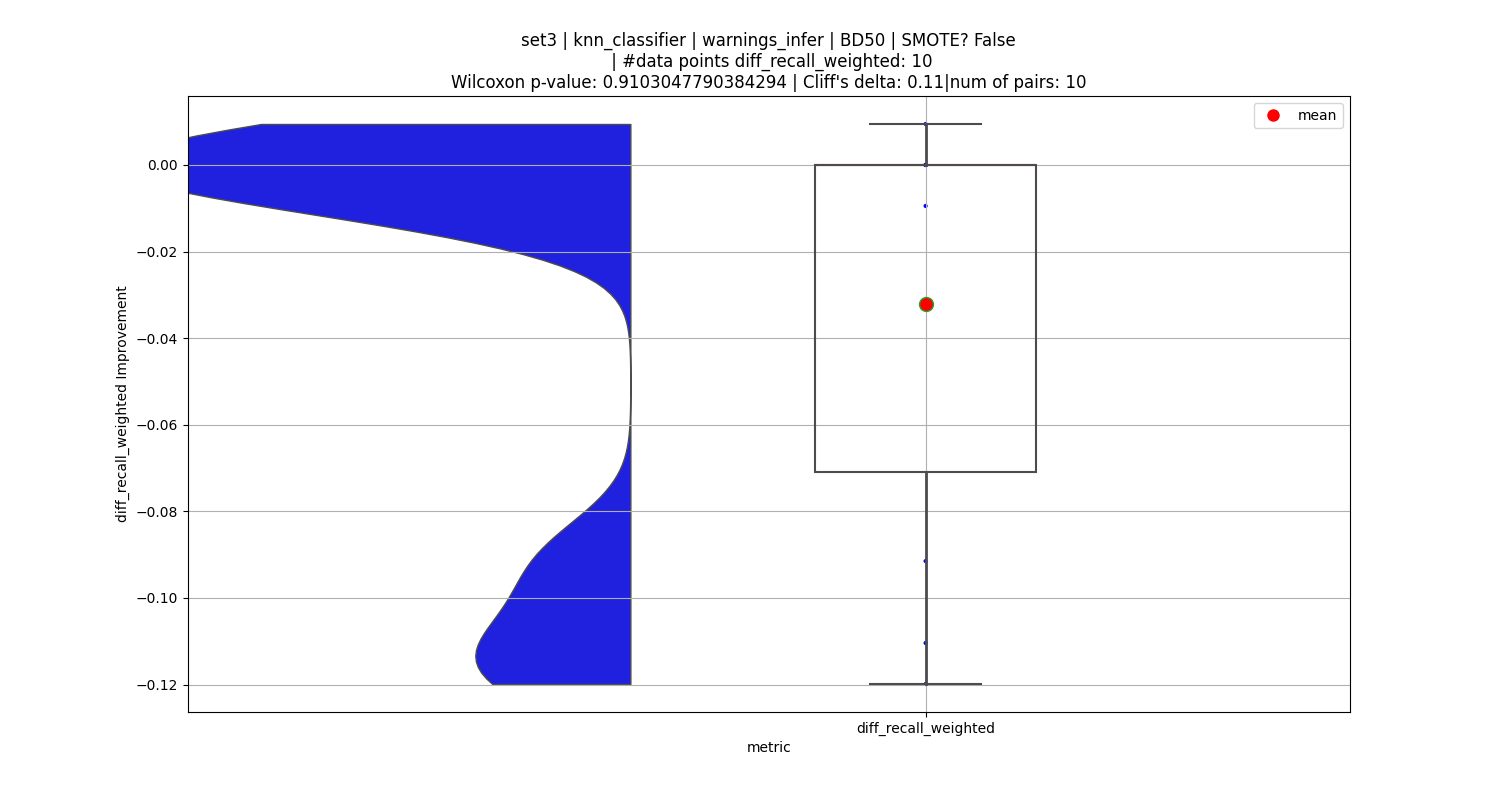 set3 | knn_classifier | warnings_infer | BD50 | SMOTE? False
| #data points diff_recall_weighted: 10
Wilcoxon p-value: 0.9103047790384294 | Cliff's delta: 0.11|num of pairs: 10
mean
0.00
−0.02
−0.04
−0.06
−0.08
−0.10
−0.12
diff_recall_weighted Improvement
diff_recall_weighted
metric